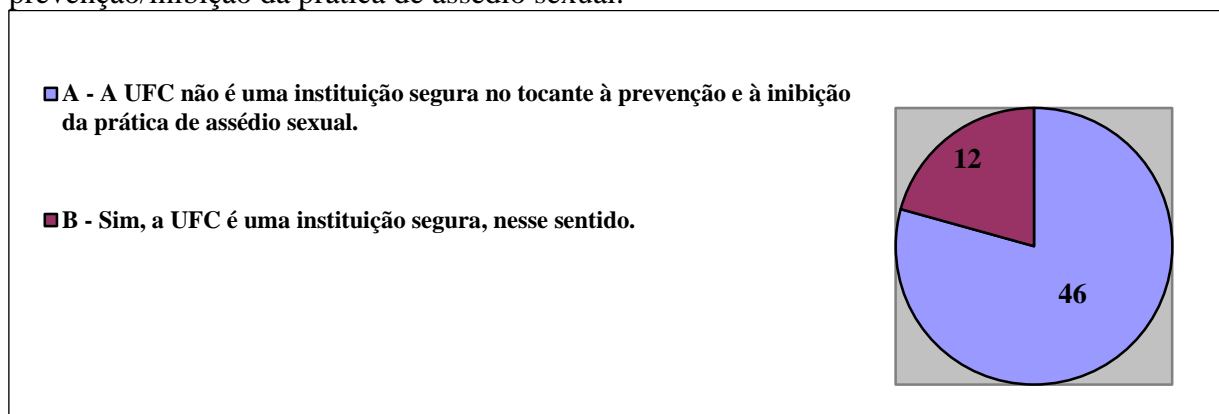 prevenção/inibição da prática de assédio sexual.
A - A UFC não é uma instituição segura no tocante à prevenção e à inibição
da prática de assédio sexual.
12
B - Sim, a UFC é uma instituição segura, nesse sentido.
46